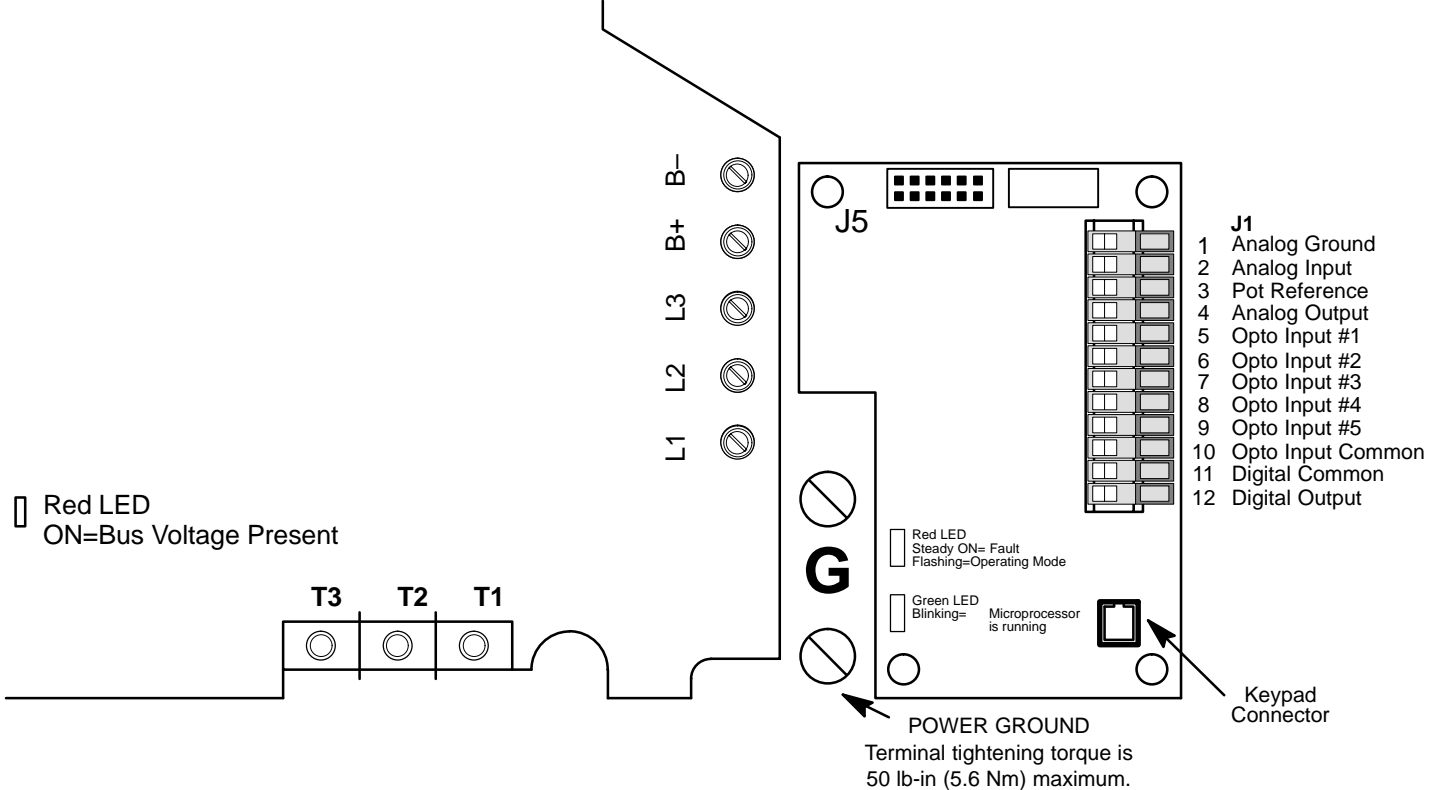 B–
B+
L3
L2
L1
J5
J1
1 Analog Ground
2 Analog Input
3 Pot Reference
4 Analog Output
5 Opto Input #1
6 Opto Input #2
7 Opto Input #3
8 Opto Input #4
9 Opto Input #5
10 Opto Input Common
11 Digital Common
12 Digital Output
Red LED
ON=Bus Voltage Present
T3 T2 T1
G
Red LED
Steady ON= Fault
Flashing=Operating Mode
Green LED
Blinking= Microprocessor
is running
Keypad
Connector
POWER GROUND
Terminal tightening torque is
50 lb-in (5.6 Nm) maximum.